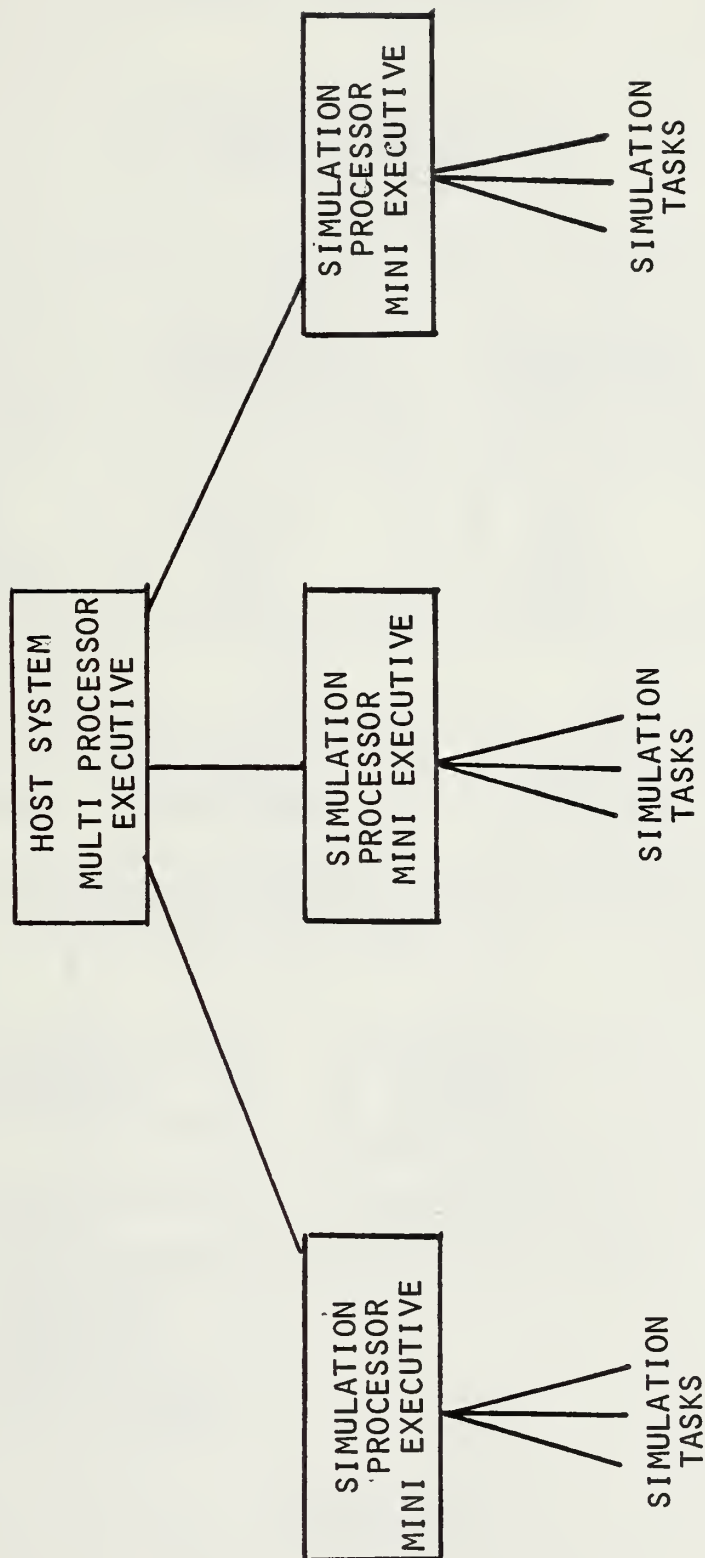 HOST SYSTEM
MULTI PROCESSOR
EXECUTIVE
SIMULATION
PROCESSOR
MINI EXECUTIVE
SIMULATION
TASKS
SIMULATION
PROCESSOR
MINI EXECUTIVE
SIMULATION
TASKS
SIMULATION
PROCESSOR
MINI EXECUTIVE
SIMULATION
TASKS